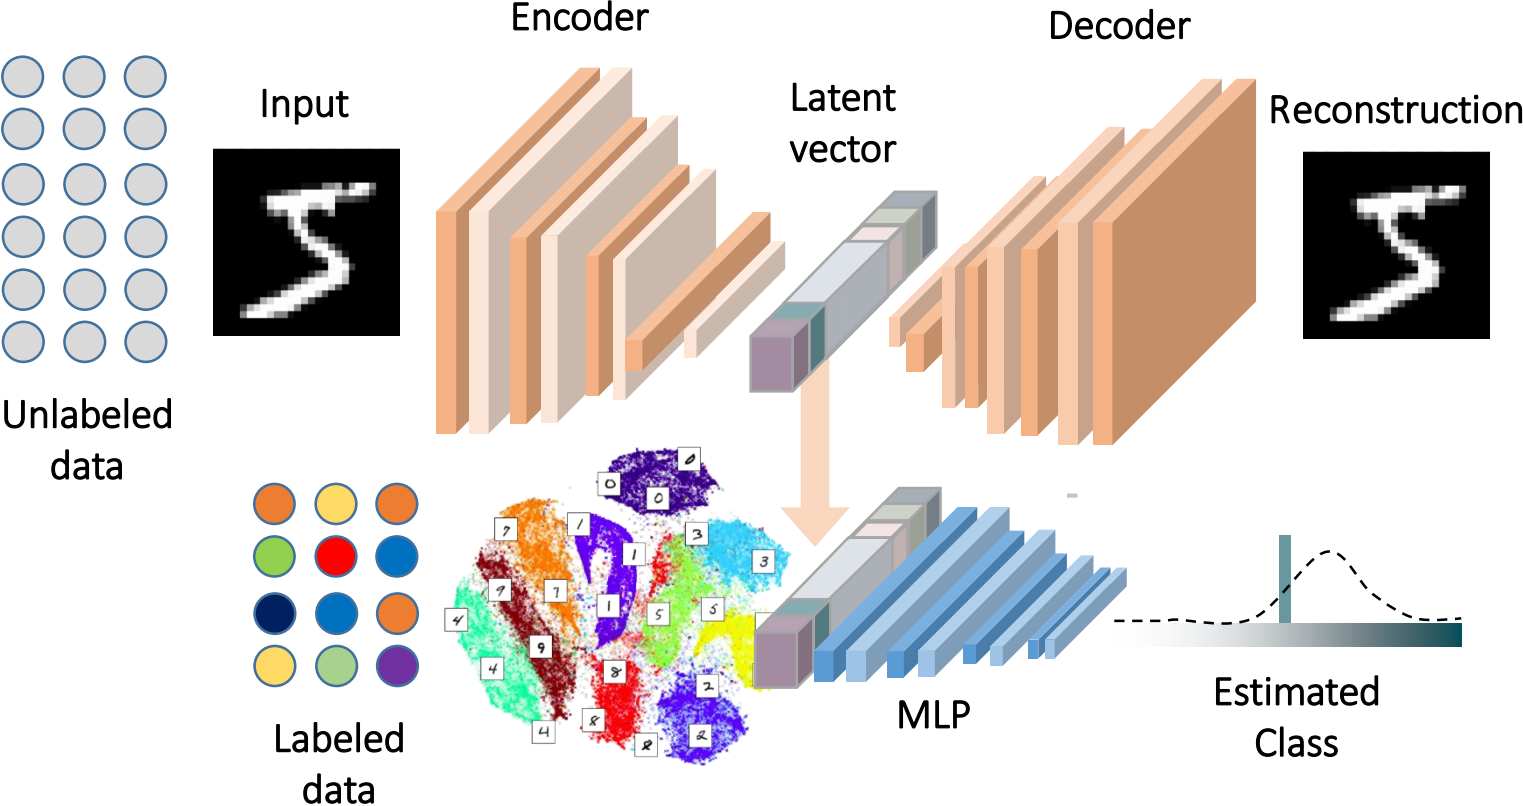 Encoder
Decoder
Input
Latent
vector
Reconstruction
Unlabeled
data
0
0
0
7
1
3
1
3
7
9
1
5
5
4
9
4
8
2
8
4
8
2
MLP
Estimated
Class
Labeled
data